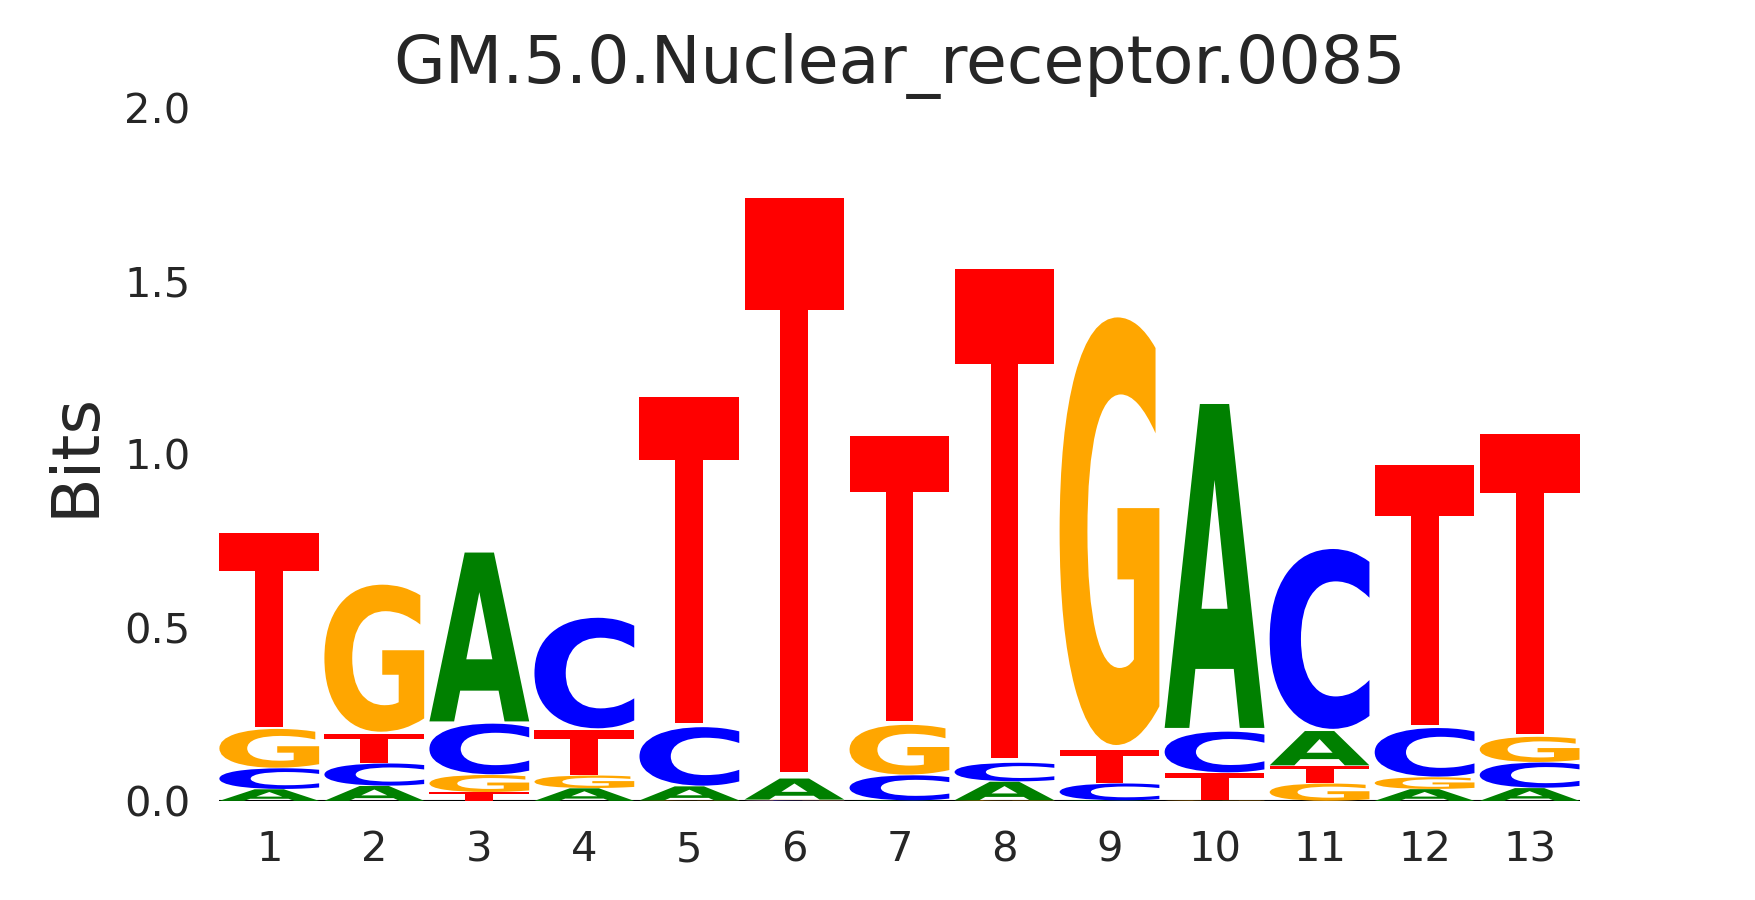 GM.5.0.Nuclear_receptor.0085
2.0
1.5
1.0
0.5
0.0
Bits
T G A C T T T T G A C T T
G T C T C A G C T C A C G
C C G G A C A C T T G C
A A T A G A A
1 2 3 4 5 6 7 8 9 10 11 12 13